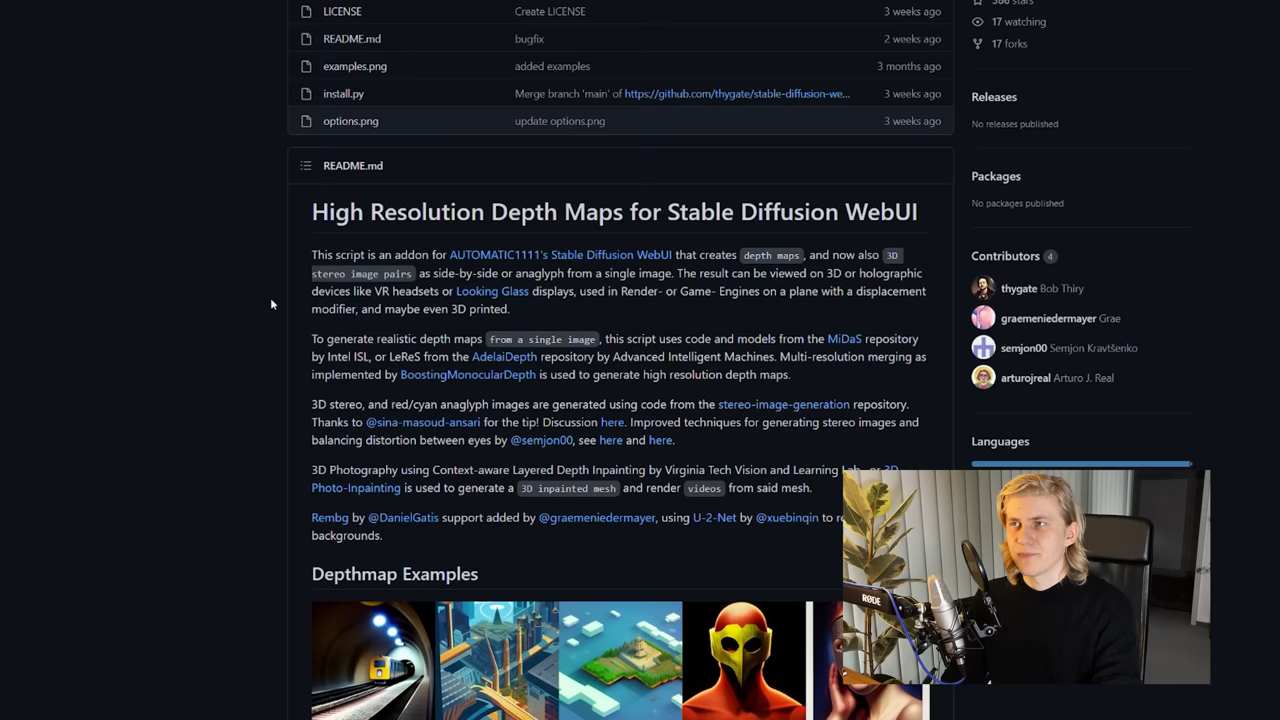 LICENSE Create LICENSE 3 weeks ago
README.md bugfix 2 weeks ago
examples.png added examples 3 months ago
install.py Merge branch 'main' of https://github.com/thygate/stable-diffusion-we... 3 weeks ago
options.png update options.png 3 weeks ago
README.md
High Resolution Depth Maps for Stable Diffusion WebUI
This script is an addon for AUTOMATIC1111's Stable Diffusion WebUI that creates depth maps, and now also 3D
stereo image pairs as side-by-side or anaglyph from a single image. The result can be viewed on 3D or holographic
devices like VR headsets or Looking Glass displays, used in Render- or Game- Engines on a plane with a displacement
modifier, and maybe even 3D printed.
To generate realistic depth maps from a single image, this script uses code and models from the MiDaS repository
by Intel ISL, or LeReS from the AdelaiDepth repository by Advanced Intelligent Machines. Multi-resolution merging as
implemented by BoostingMonocularDepth is used to generate high resolution depth maps.
3D stereo, and red/cyan anaglyph images are generated using code from the stereo-image-generation repository.
Thanks to @sina-masoud-ansari for the tip! Discussion here. Improved techniques for generating stereo images and
balancing distortion between eyes by @semjon00, see here and here.
3D Photography using Context-aware Layered Depth Inpainting by Virginia Tech Vision and Learning
Photo-Inpainting is used to generate a 3D inpainted mesh and render videos from said mesh.
Rembg by @DanielGatis support added by @graemeniedermayer, using U-2-Net by @xuebinqin to
backgrounds.
Depthmap Examples
stars
17 watching
17 forks
Releases
No releases published
Packages
No packages published
Contributors 4
thygate Bob Thiry
graemeniedermayer Grae
semjon00 Semjon Kravtšenko
arturojreal Arturo J. Real
Languages
RØDE